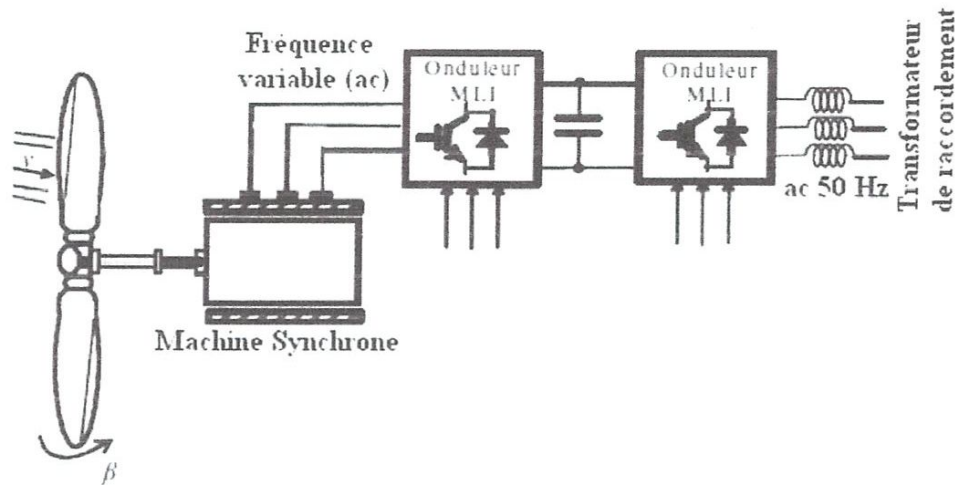 Fréquence
variable (ac)
Onduleur
MLI
Onduleur
MLI
ac 50 Hz
Transformateur
de raccordement
v
Machine Synchrone
β